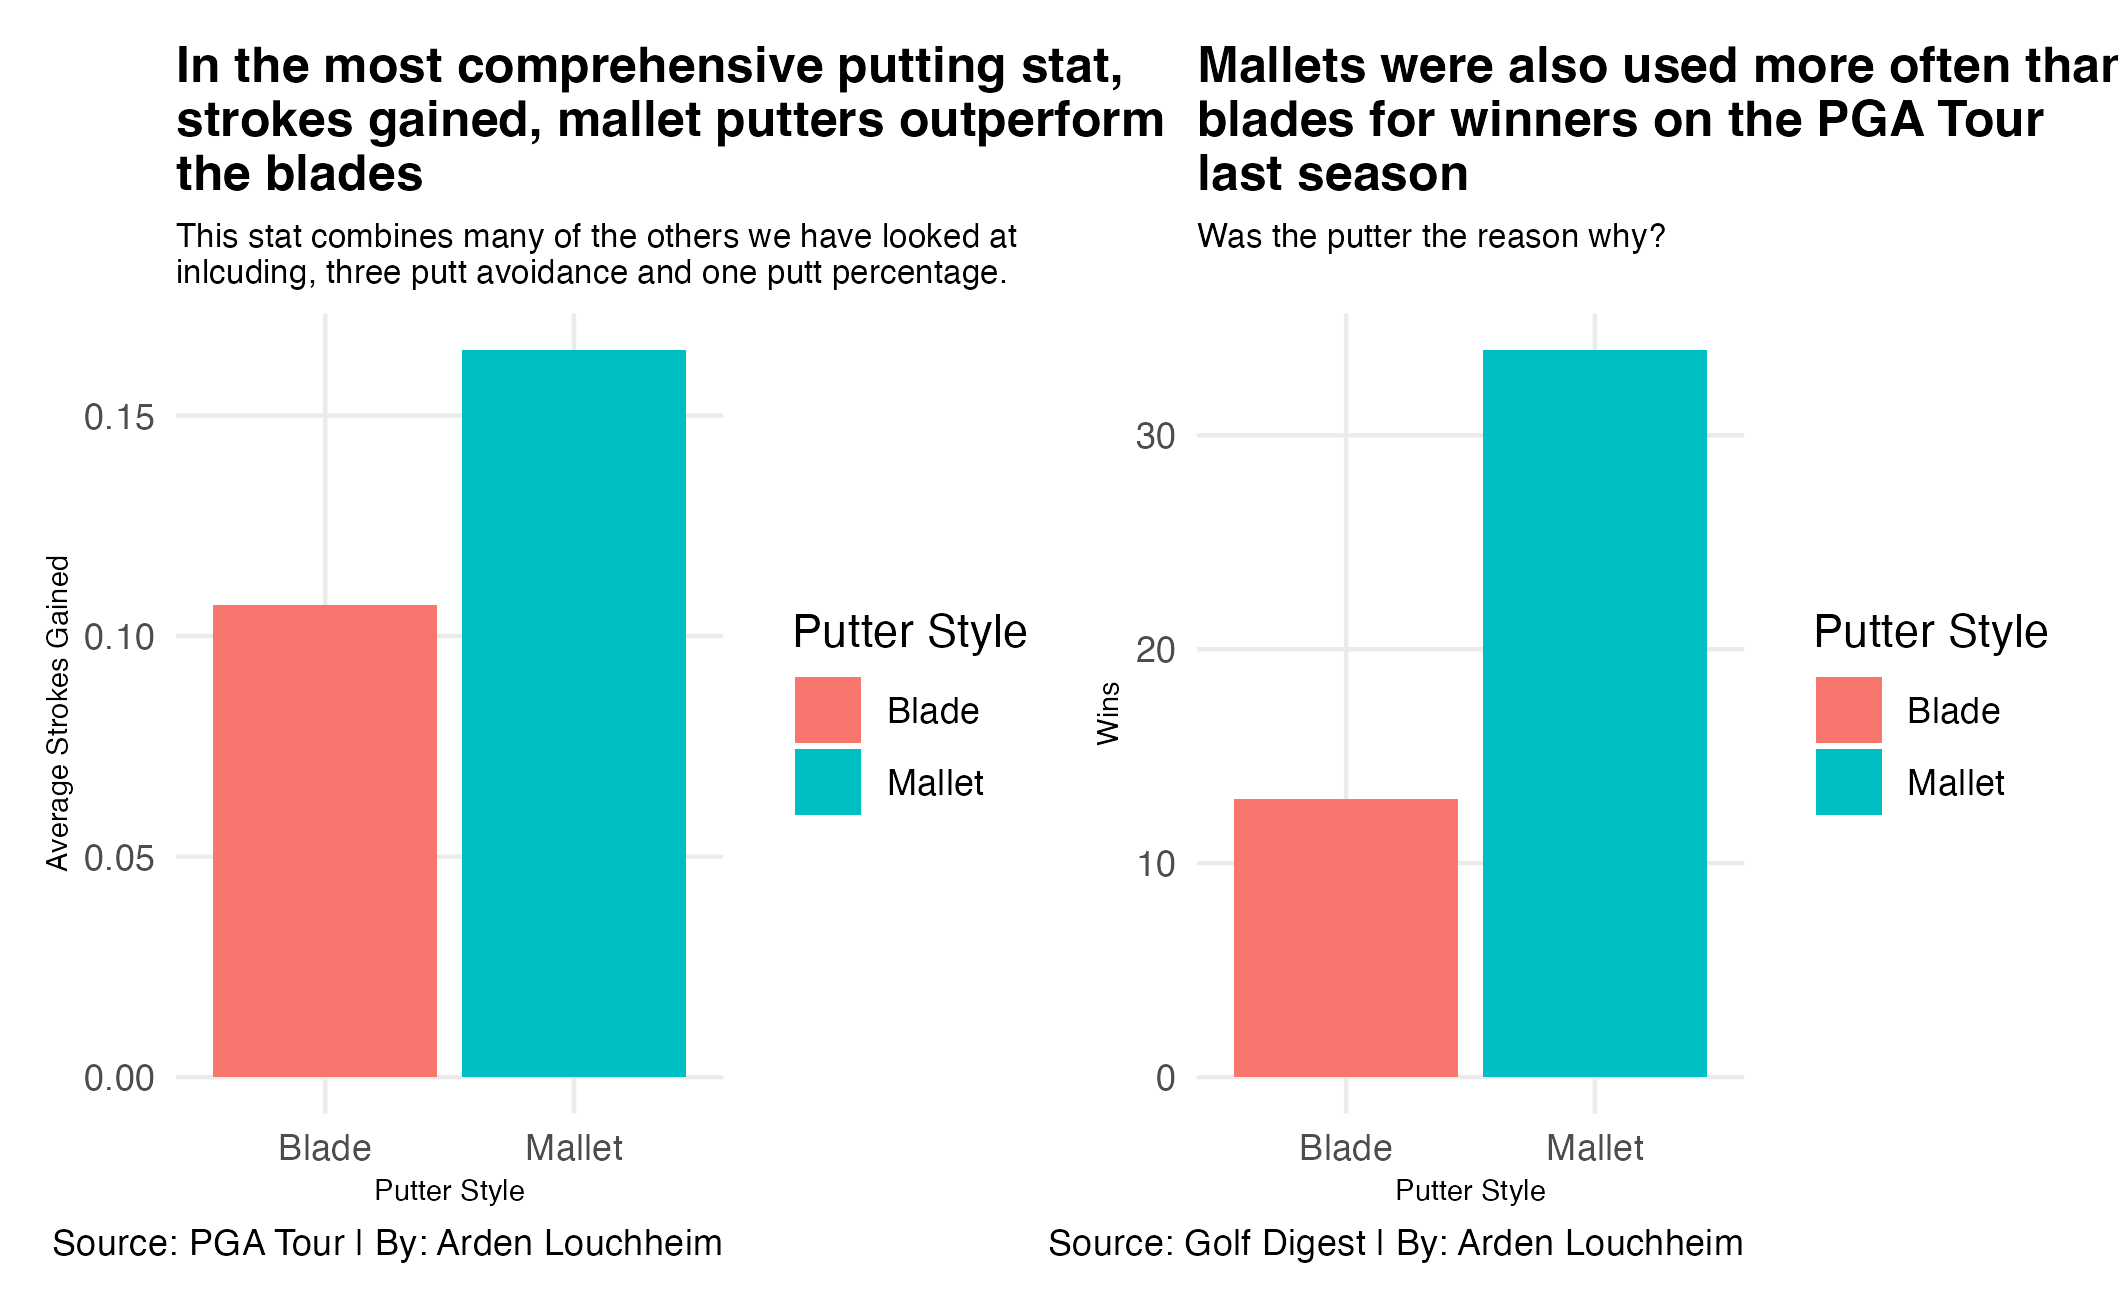 In the most comprehensive putting stat,
strokes gained, mallet putters outperform
the blades
This stat combines many of the others we have looked at
inlcuding, three putt avoidance and one putt percentage.
Average Strokes Gained
0.15
0.10
0.05
0.00
Blade
Mallet
Putter Style
Putter Style
Blade
Mallet
Source: PGA Tour | By: Arden Louchheim
Mallets were also used more often than
blades for winners on the PGA Tour
last season
Was the putter the reason why?
Wins
30
20
10
0
Blade
Mallet
Putter Style
Putter Style
Blade
Mallet
Source: Golf Digest | By: Arden Louchheim